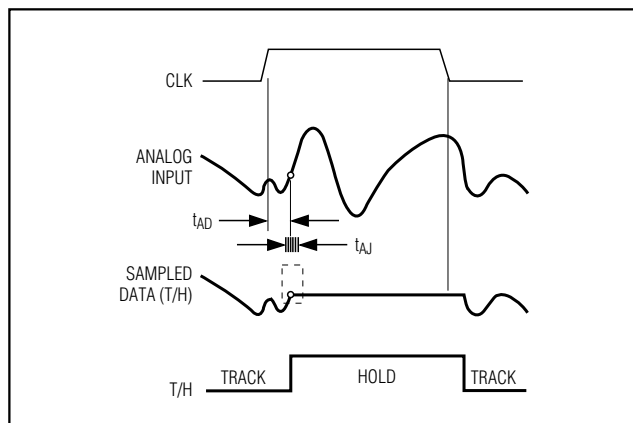 CLK
ANALOG
INPUT
tAD
tAJ
SAMPLED
DATA (T/H)
T/H
TRACK
HOLD
TRACK